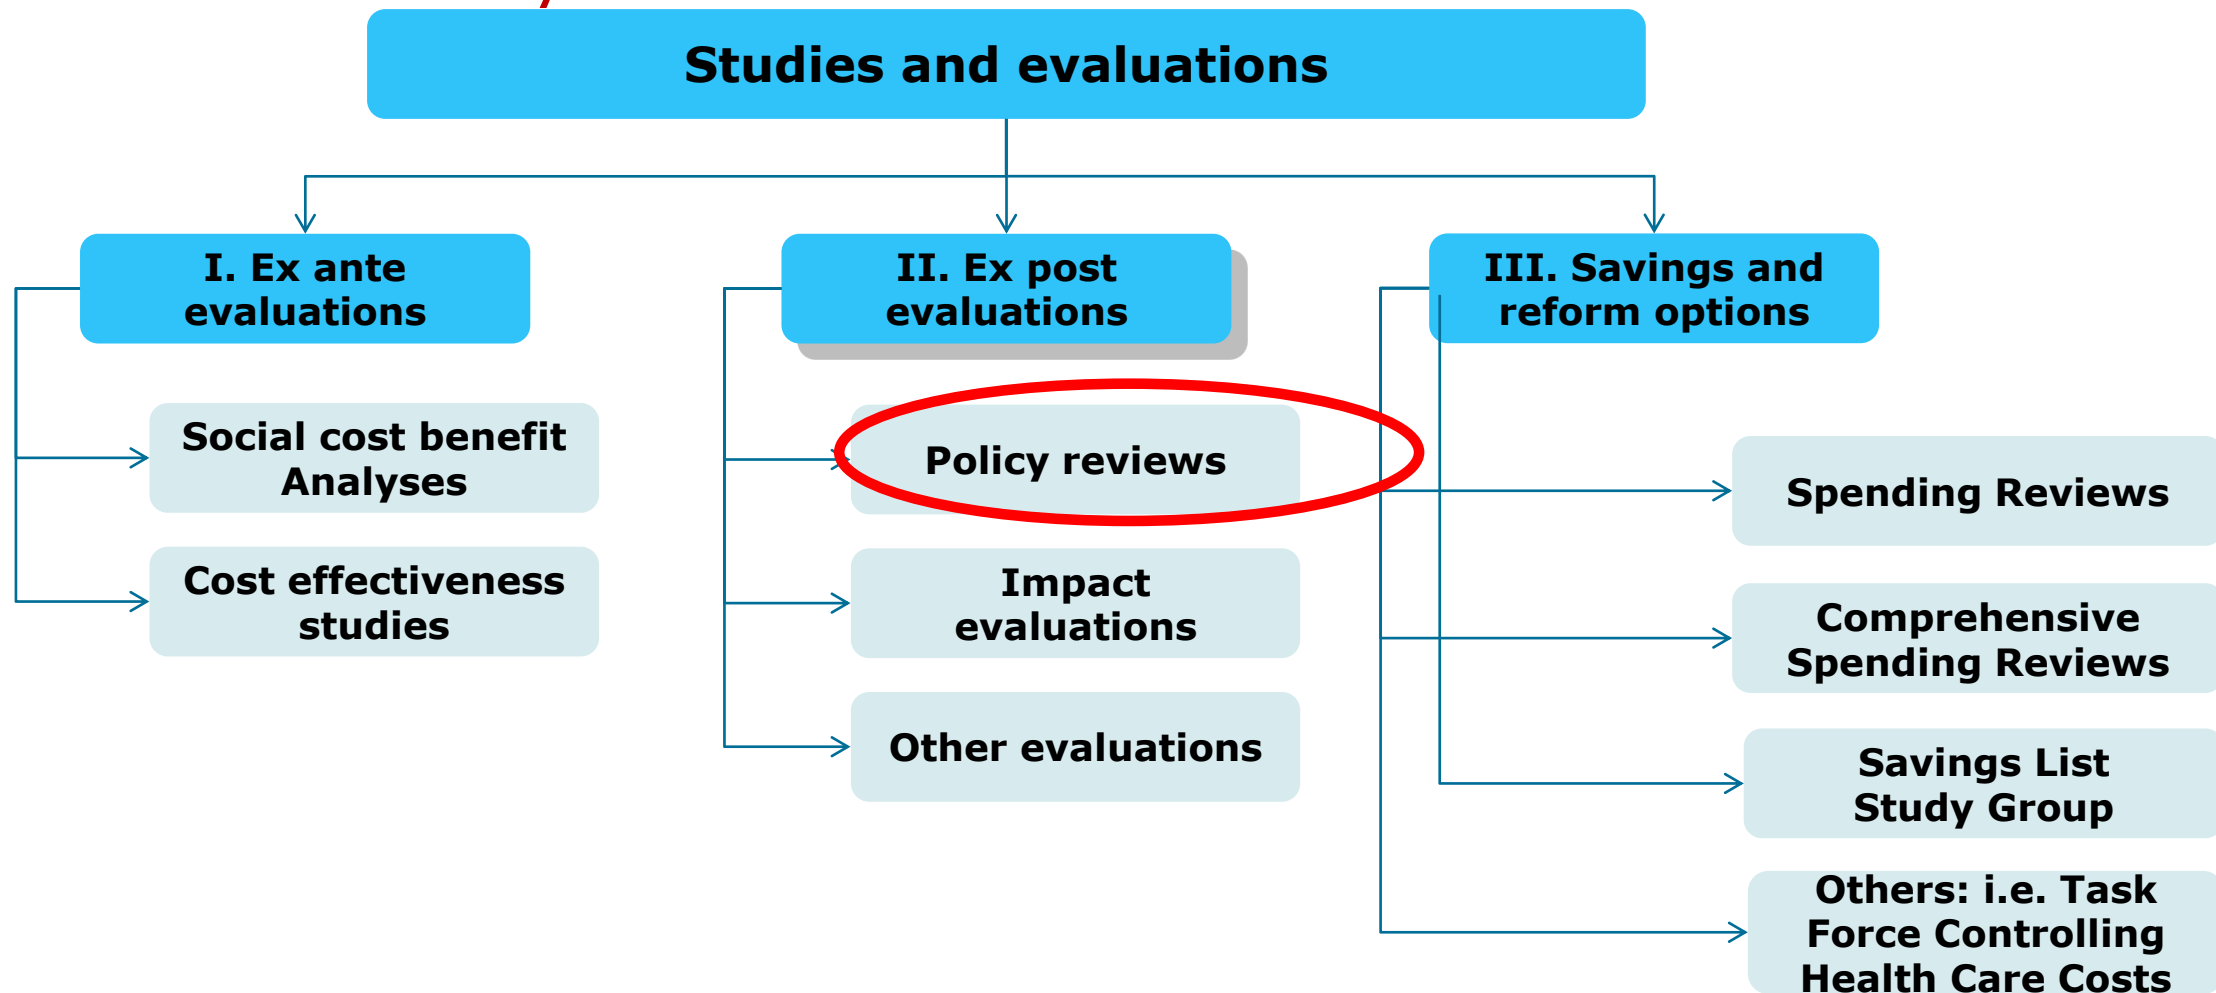 Studies and evaluations
I. Ex ante
evaluations
Social cost benefit
Analyses
Cost effectiveness
studies
II. Ex post
evaluations
Policy reviews
Impact
evaluations
Other evaluations
III. Savings and
reform options
Spending Reviews
Comprehensive
Spending Reviews
Savings List
Study Group
Others: i.e. Task
Force Controlling
Health Care Costs